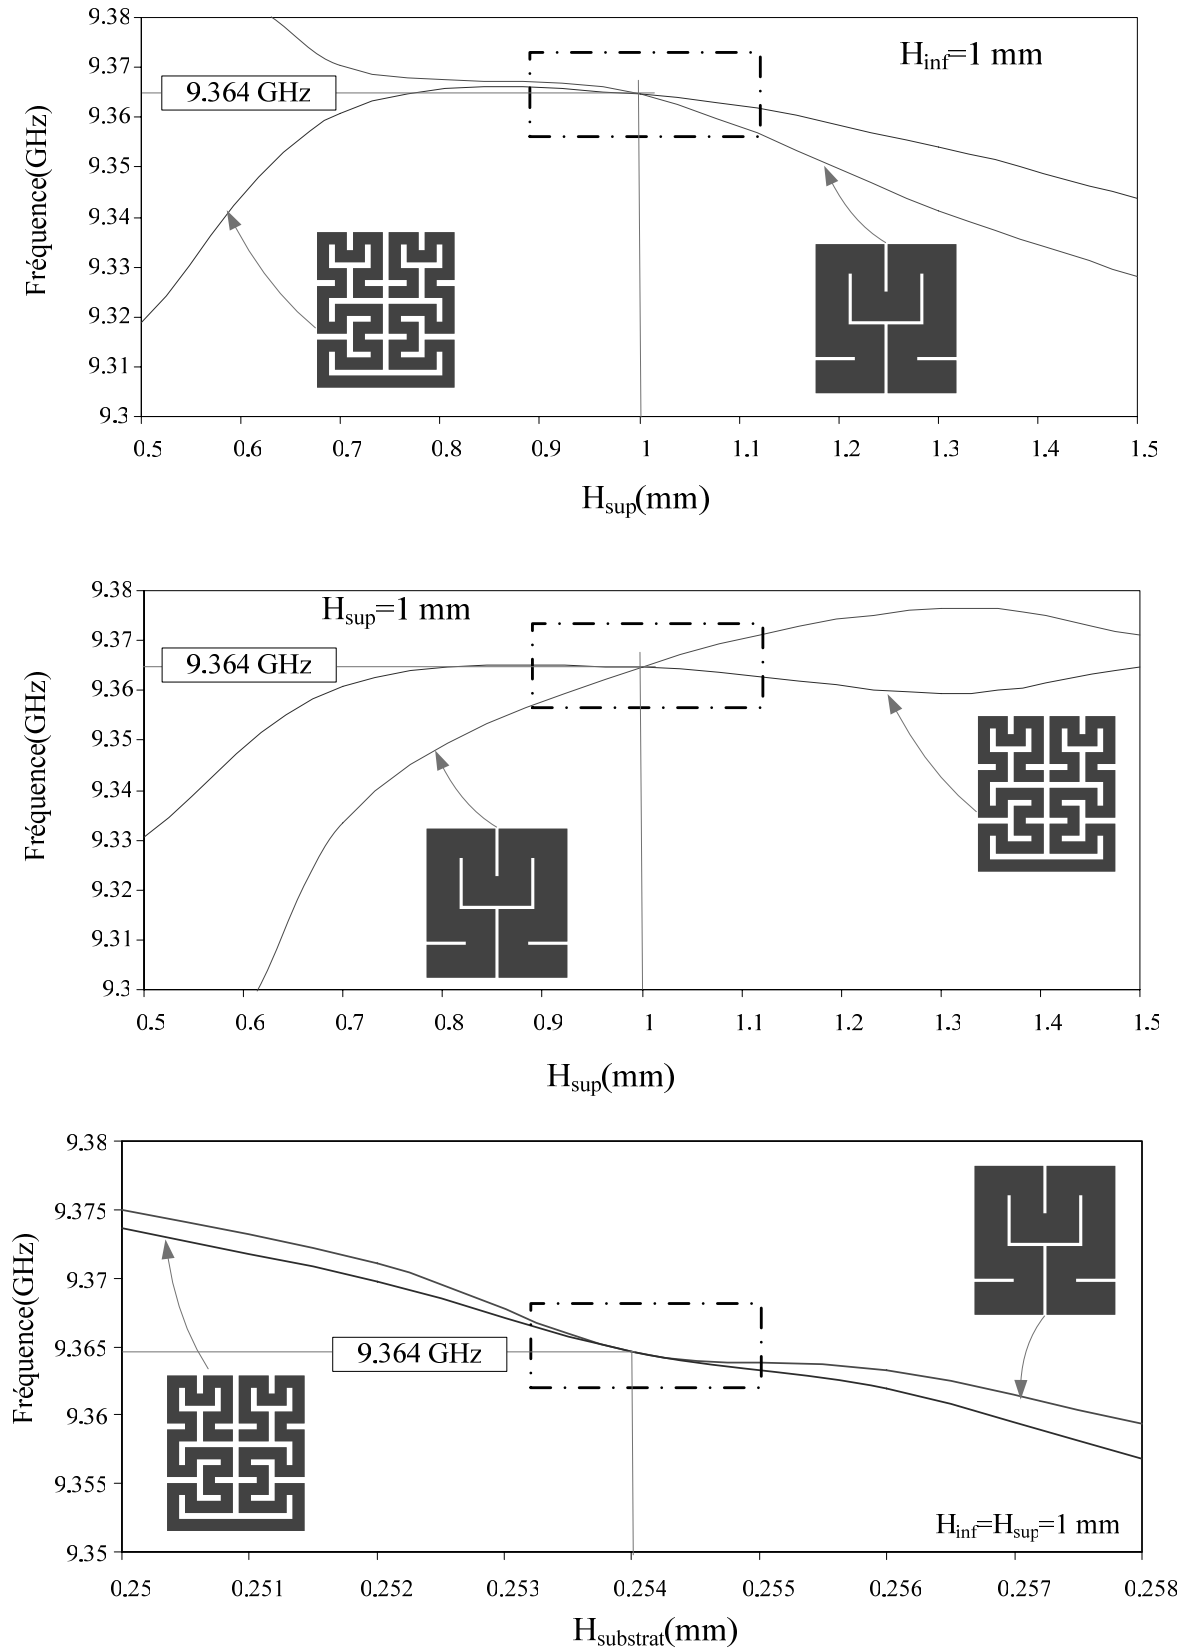 9.38
9.37
9.36
9.35
9.34
9.33
9.32
9.31
9.3
Fréquence(GHz)
9.364 GHz
Hinf=1 mm
0.5 0.6 0.7 0.8 0.9 1 1.1 1.2 1.3 1.4 1.5
Hsup(mm)
9.38
9.37
9.36
9.35
9.34
9.33
9.32
9.31
9.3
Fréquence(GHz)
Hsup=1 mm
9.364 GHz
0.5 0.6 0.7 0.8 0.9 1 1.1 1.2 1.3 1.4 1.5
Hsup(mm)
9.38
9.375
9.37
9.365
9.36
9.355
9.35
Fréquence(GHz)
9.364 GHz
Hinf=Hsup=1 mm
0.25 0.251 0.252 0.253 0.254 0.255 0.256 0.257 0.258
Hsubstrat(mm)